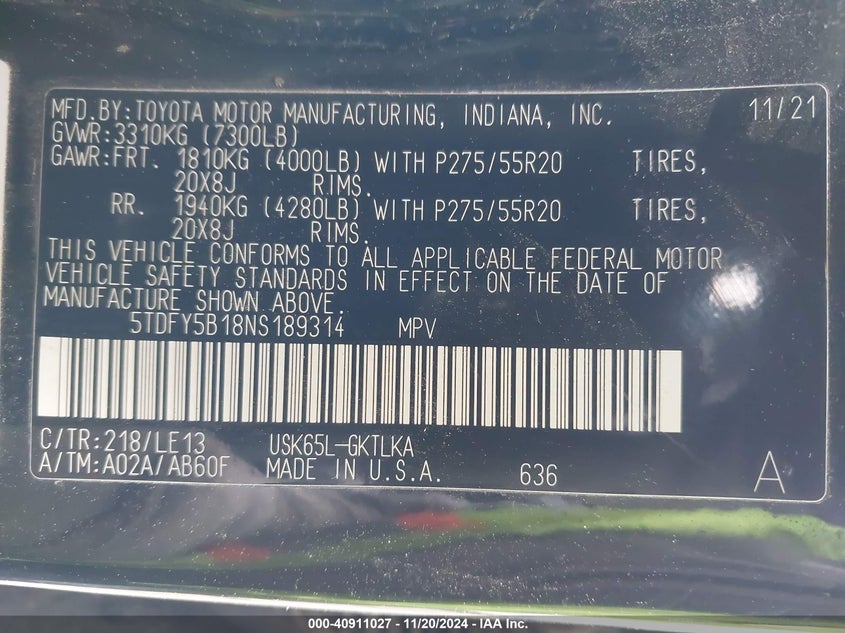 MFD.BY:TOYOTA MOTOR MANUFACTURING, INDIANA, INC. 11/21
GVWR:3310KG (7300LB)
GAWR:FRT. 1810KG (4000LB) WITH P275/55R20 TIRES,
20X8J RIMS.
RR. 1940KG (4280LB) WITH P275/55R20 TIRES,
20X8J RIMS.
THIS VEHICLE CONFORMS TO ALL APPLICABLE FEDERAL MOTOR
VEHICLE SAFETY STANDARDS IN EFFECT ON THE DATE OF
MANUFACTURE SHOWN ABOVE.
5TDFY5B18NS189314 MPV
C/TR:218/LE13 USK65L-GKTLKA
A/TM:A02A/AB60F MADE IN U.S.A. 636 A
000-40911027 - 11/20/2024 - IAA Inc.